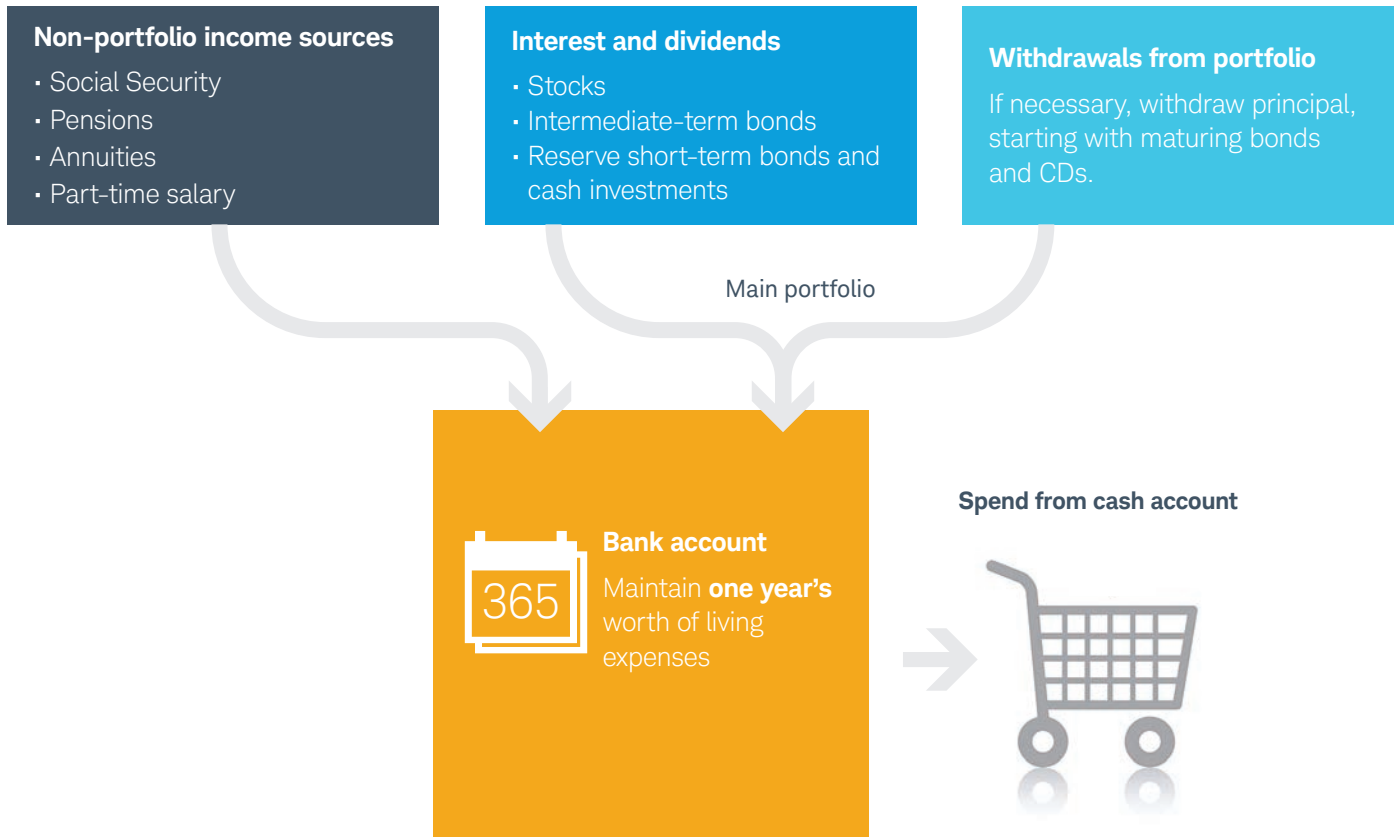 Non-portfolio income sources
· Social Security
· Pensions
· Annuities
· Part-time salary
Interest and dividends
· Stocks
· Intermediate-term bonds
· Reserve short-term bonds and
cash investments
Withdrawals from portfolio
If necessary, withdraw principal,
starting with maturing bonds
and CDs.
Main portfolio
365
Bank account
Maintain one year’s
worth of living
expenses
Spend from cash account